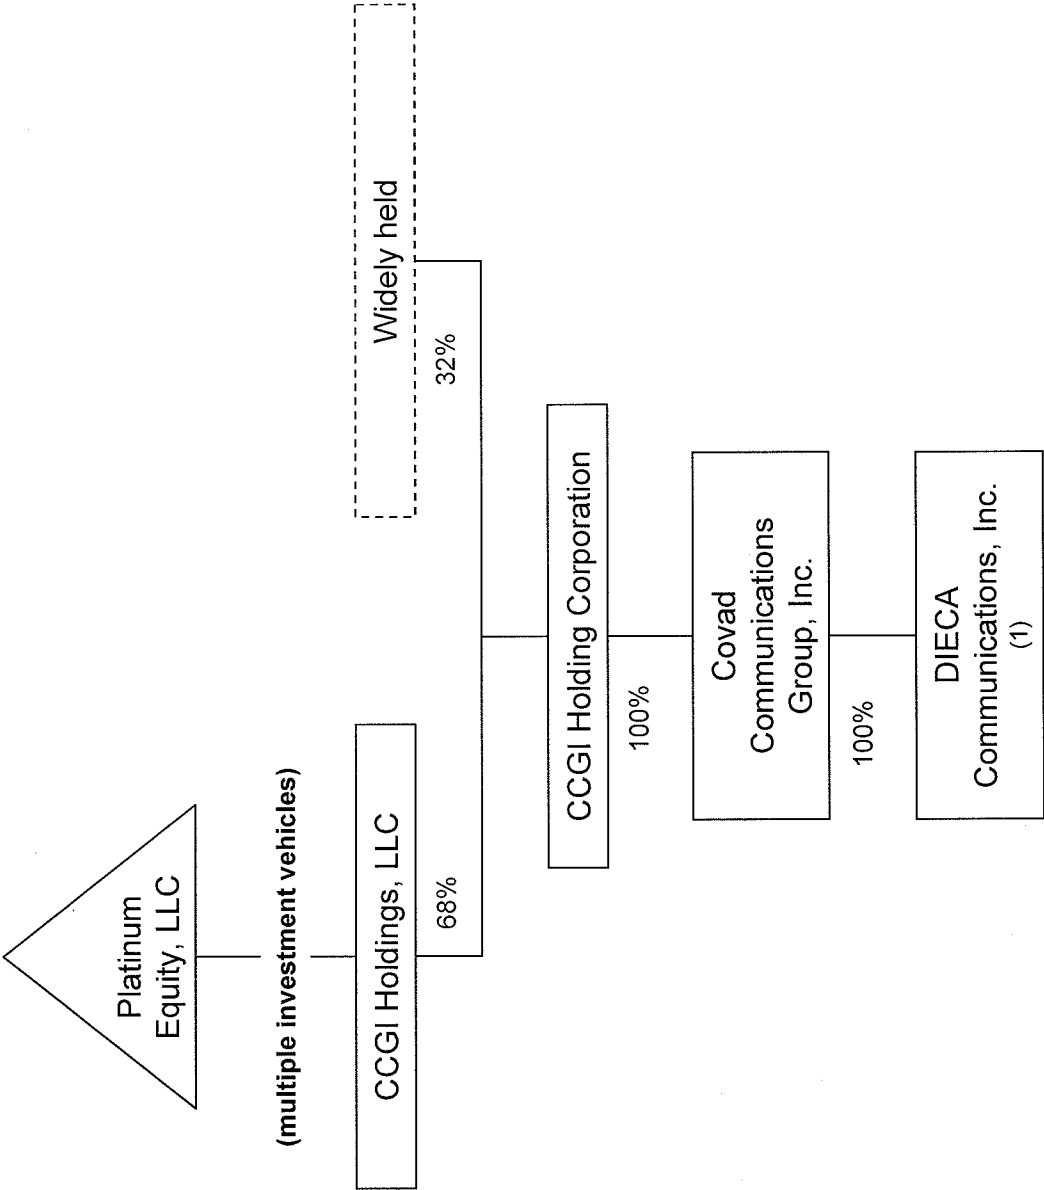 Platinum
Equity, LLC
(multiple investment vehicles)
CCGI Holdings, LLC
Widely held
68%
32%
CCGI Holding Corporation
100%
Covad
Communications
Group, Inc.
100%
DIECA
Communications, Inc.
(1)